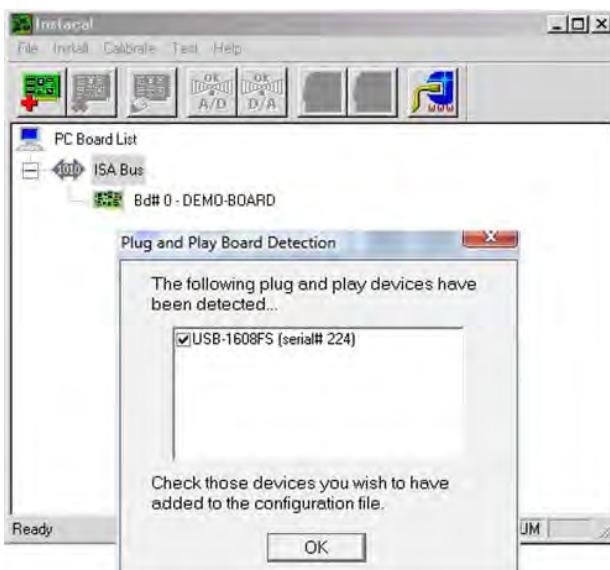 Instacal
File Install Calibrate Test Help
OK OK
A/D D/A
PC Board List
ISA Bus
Bd# 0 - DEMO-BOARD
Plug and Play Board Detection
The following plug and play devices have
been detected...
USB-1608FS (serial# 224)
Check those devices you wish to have
added to the configuration file.
Ready
UM
OK